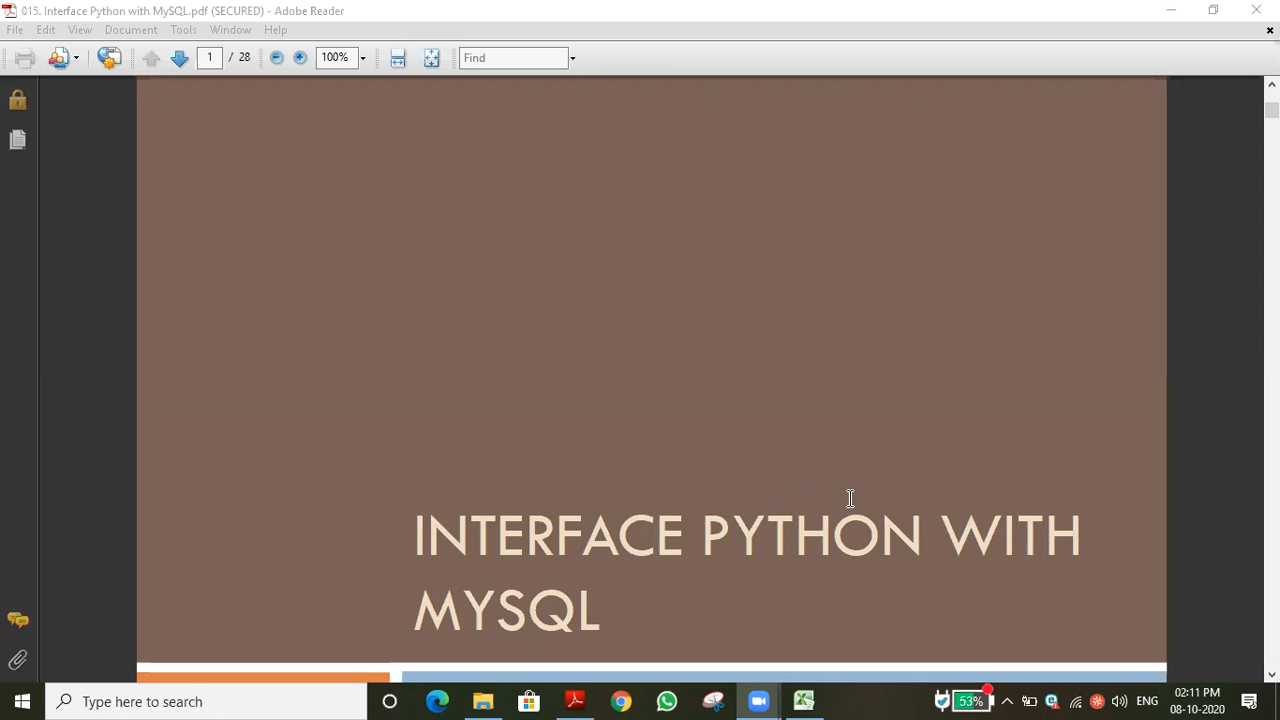 015. Interface Python with MySQL.pdf (SECURED) - Adobe Reader
File Edit View Document Tools Window Help
1 / 28 100% Find
INTERFACE PYTHON WITH
MYSQL
Type here to search
53%
ENG
02:11 PM
08-10-2020